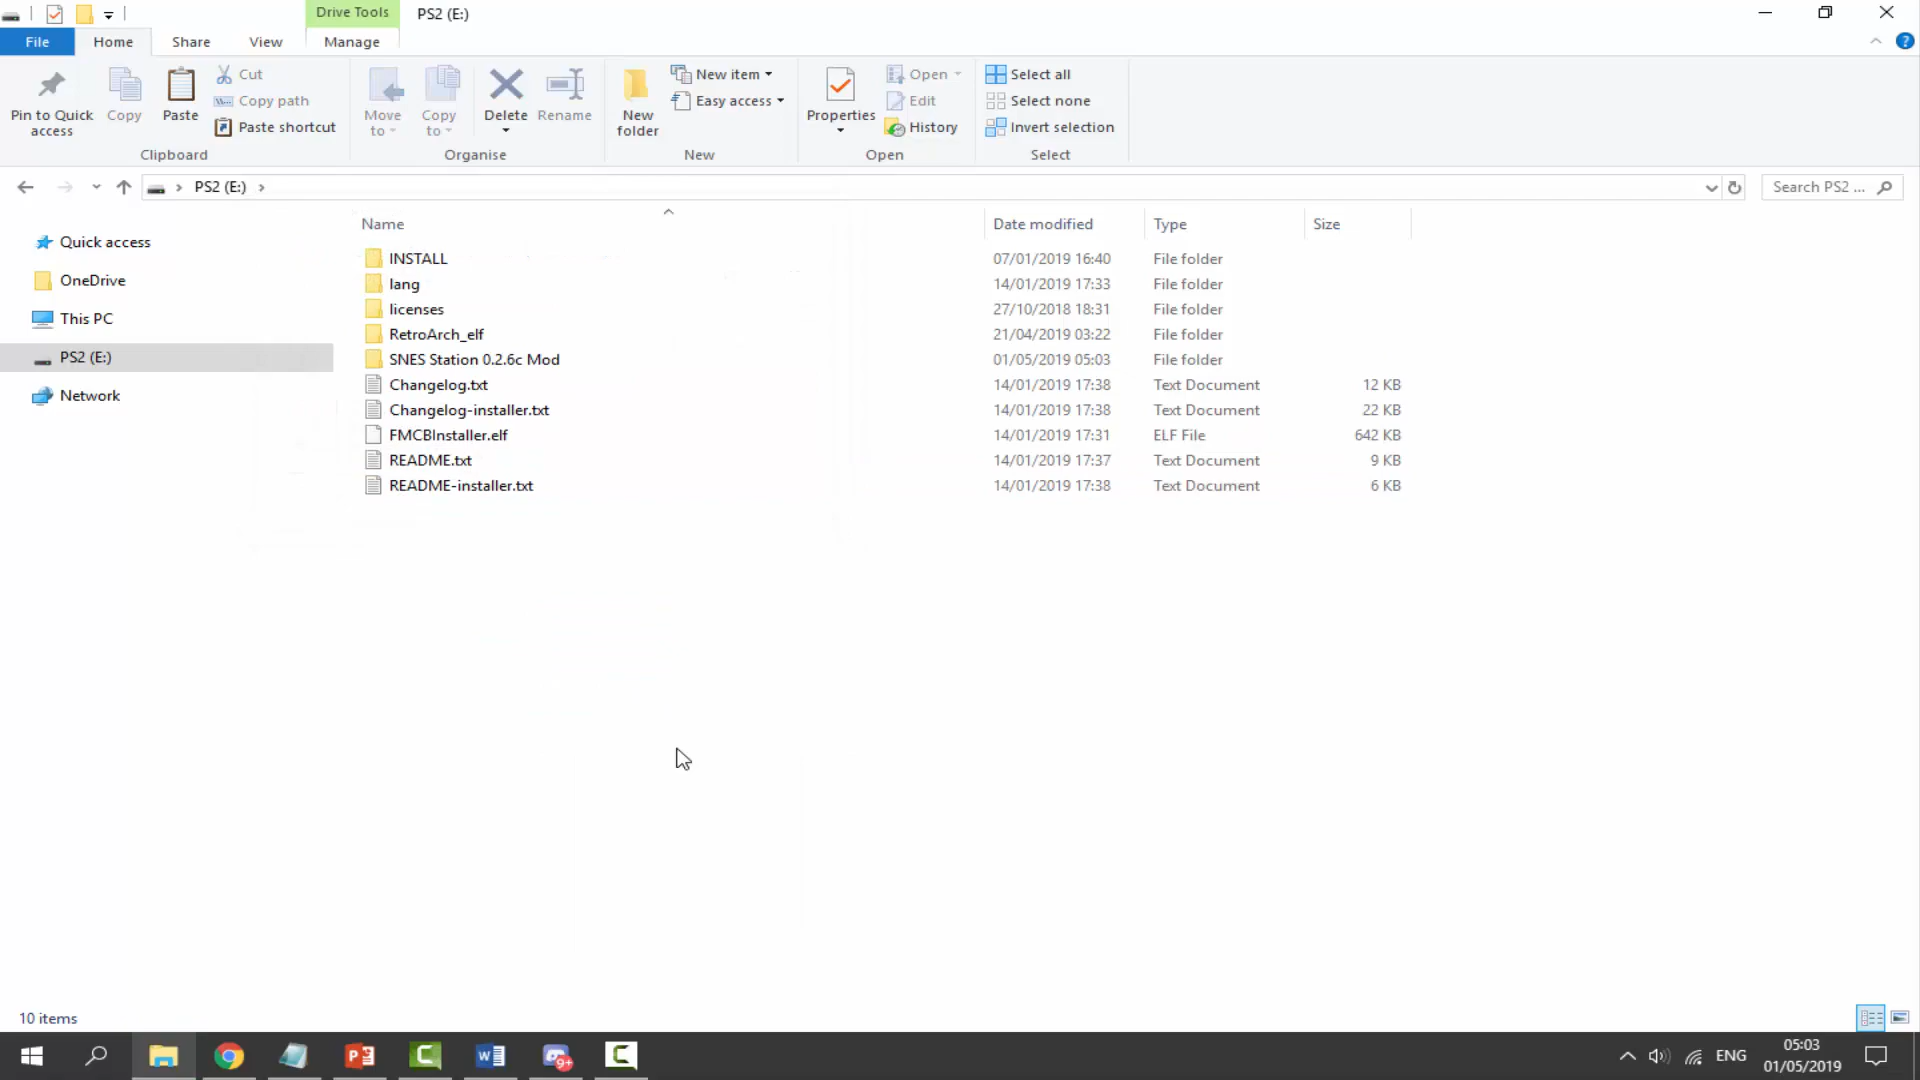 Drive Tools PS2 (E:)
File Home Share View Manage
Pin to Quick access Copy Paste Cut Copy path Paste shortcut Move to Copy to Delete Rename New folder New item Easy access Properties Open Edit History Select all Select none Invert selection
Clipboard Organise New Open Select
PS2 (E:) Search PS2 ...
Name Date modified Type Size
Quick access
OneDrive
This PC
PS2 (E:)
Network
INSTALL 07/01/2019 16:40 File folder
lang 14/01/2019 17:33 File folder
licenses 27/10/2018 18:31 File folder
RetroArch_elf 21/04/2019 03:22 File folder
SNES Station 0.2.6c Mod 01/05/2019 05:03 File folder
Changelog.txt 14/01/2019 17:38 Text Document 12 KB
Changelog-installer.txt 14/01/2019 17:38 Text Document 22 KB
FMCBInstaller.elf 14/01/2019 17:31 ELF File 642 KB
README.txt 14/01/2019 17:37 Text Document 9 KB
README-installer.txt 14/01/2019 17:38 Text Document 6 KB
10 items
9+
ENG
05:03
01/05/2019